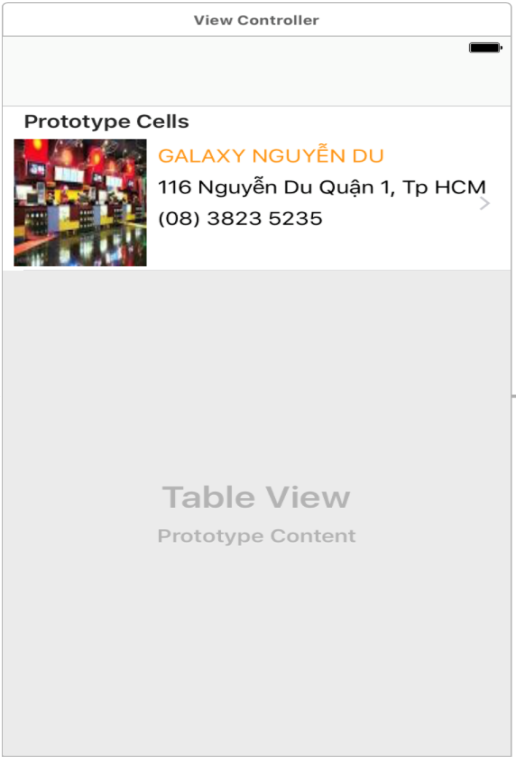 View Controller
Prototype Cells
GALAXY NGUYỄN DU
116 Nguyễn Du Quận 1, Tp HCM
(08) 3823 5235
Table View
Prototype Content